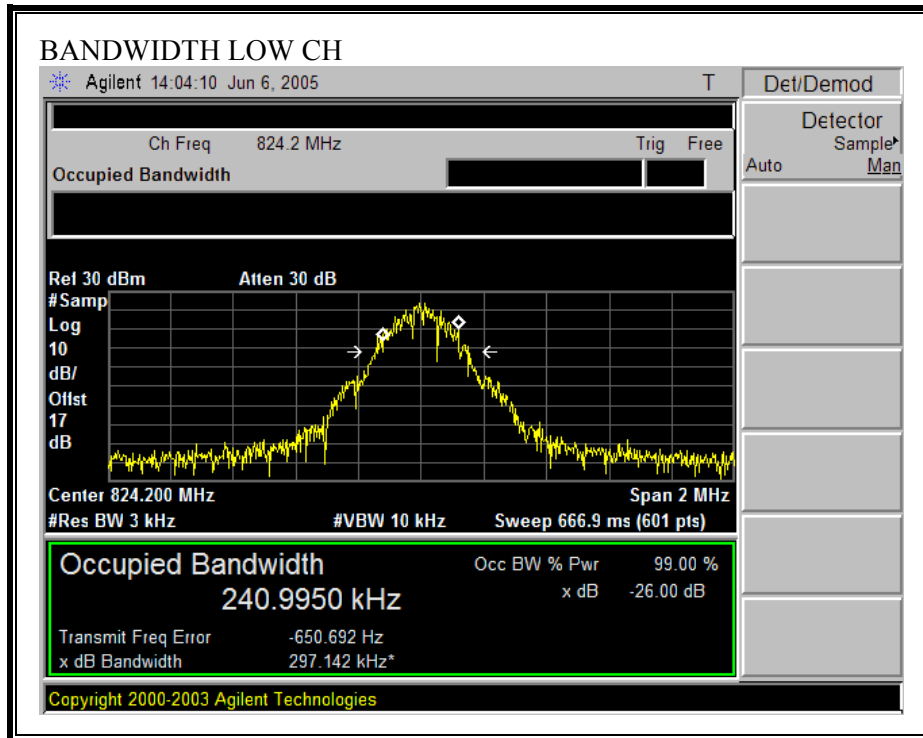 BANDWIDTH LOW CH
Agilent 14:04:10 Jun 6, 2005 T
Det/Demod
Detector
Sample
Auto Man
Ch Freq 824.2 MHz Trig Free
Occupied Bandwidth
Ref 30 dBm Atten 30 dB
#Samp
Log
10
dB/
Offst
17
dB
Center 824.200 MHz Span 2 MHz
#Res BW 3 kHz #VBW 10 kHz Sweep 666.9 ms (601 pts)
Occupied Bandwidth Occ BW % Pwr 99.00 %
240.9950 kHz x dB -26.00 dB
Transmit Freq Error -650.692 Hz
x dB Bandwidth 297.142 kHz*
Copyright 2000-2003 Agilent Technologies